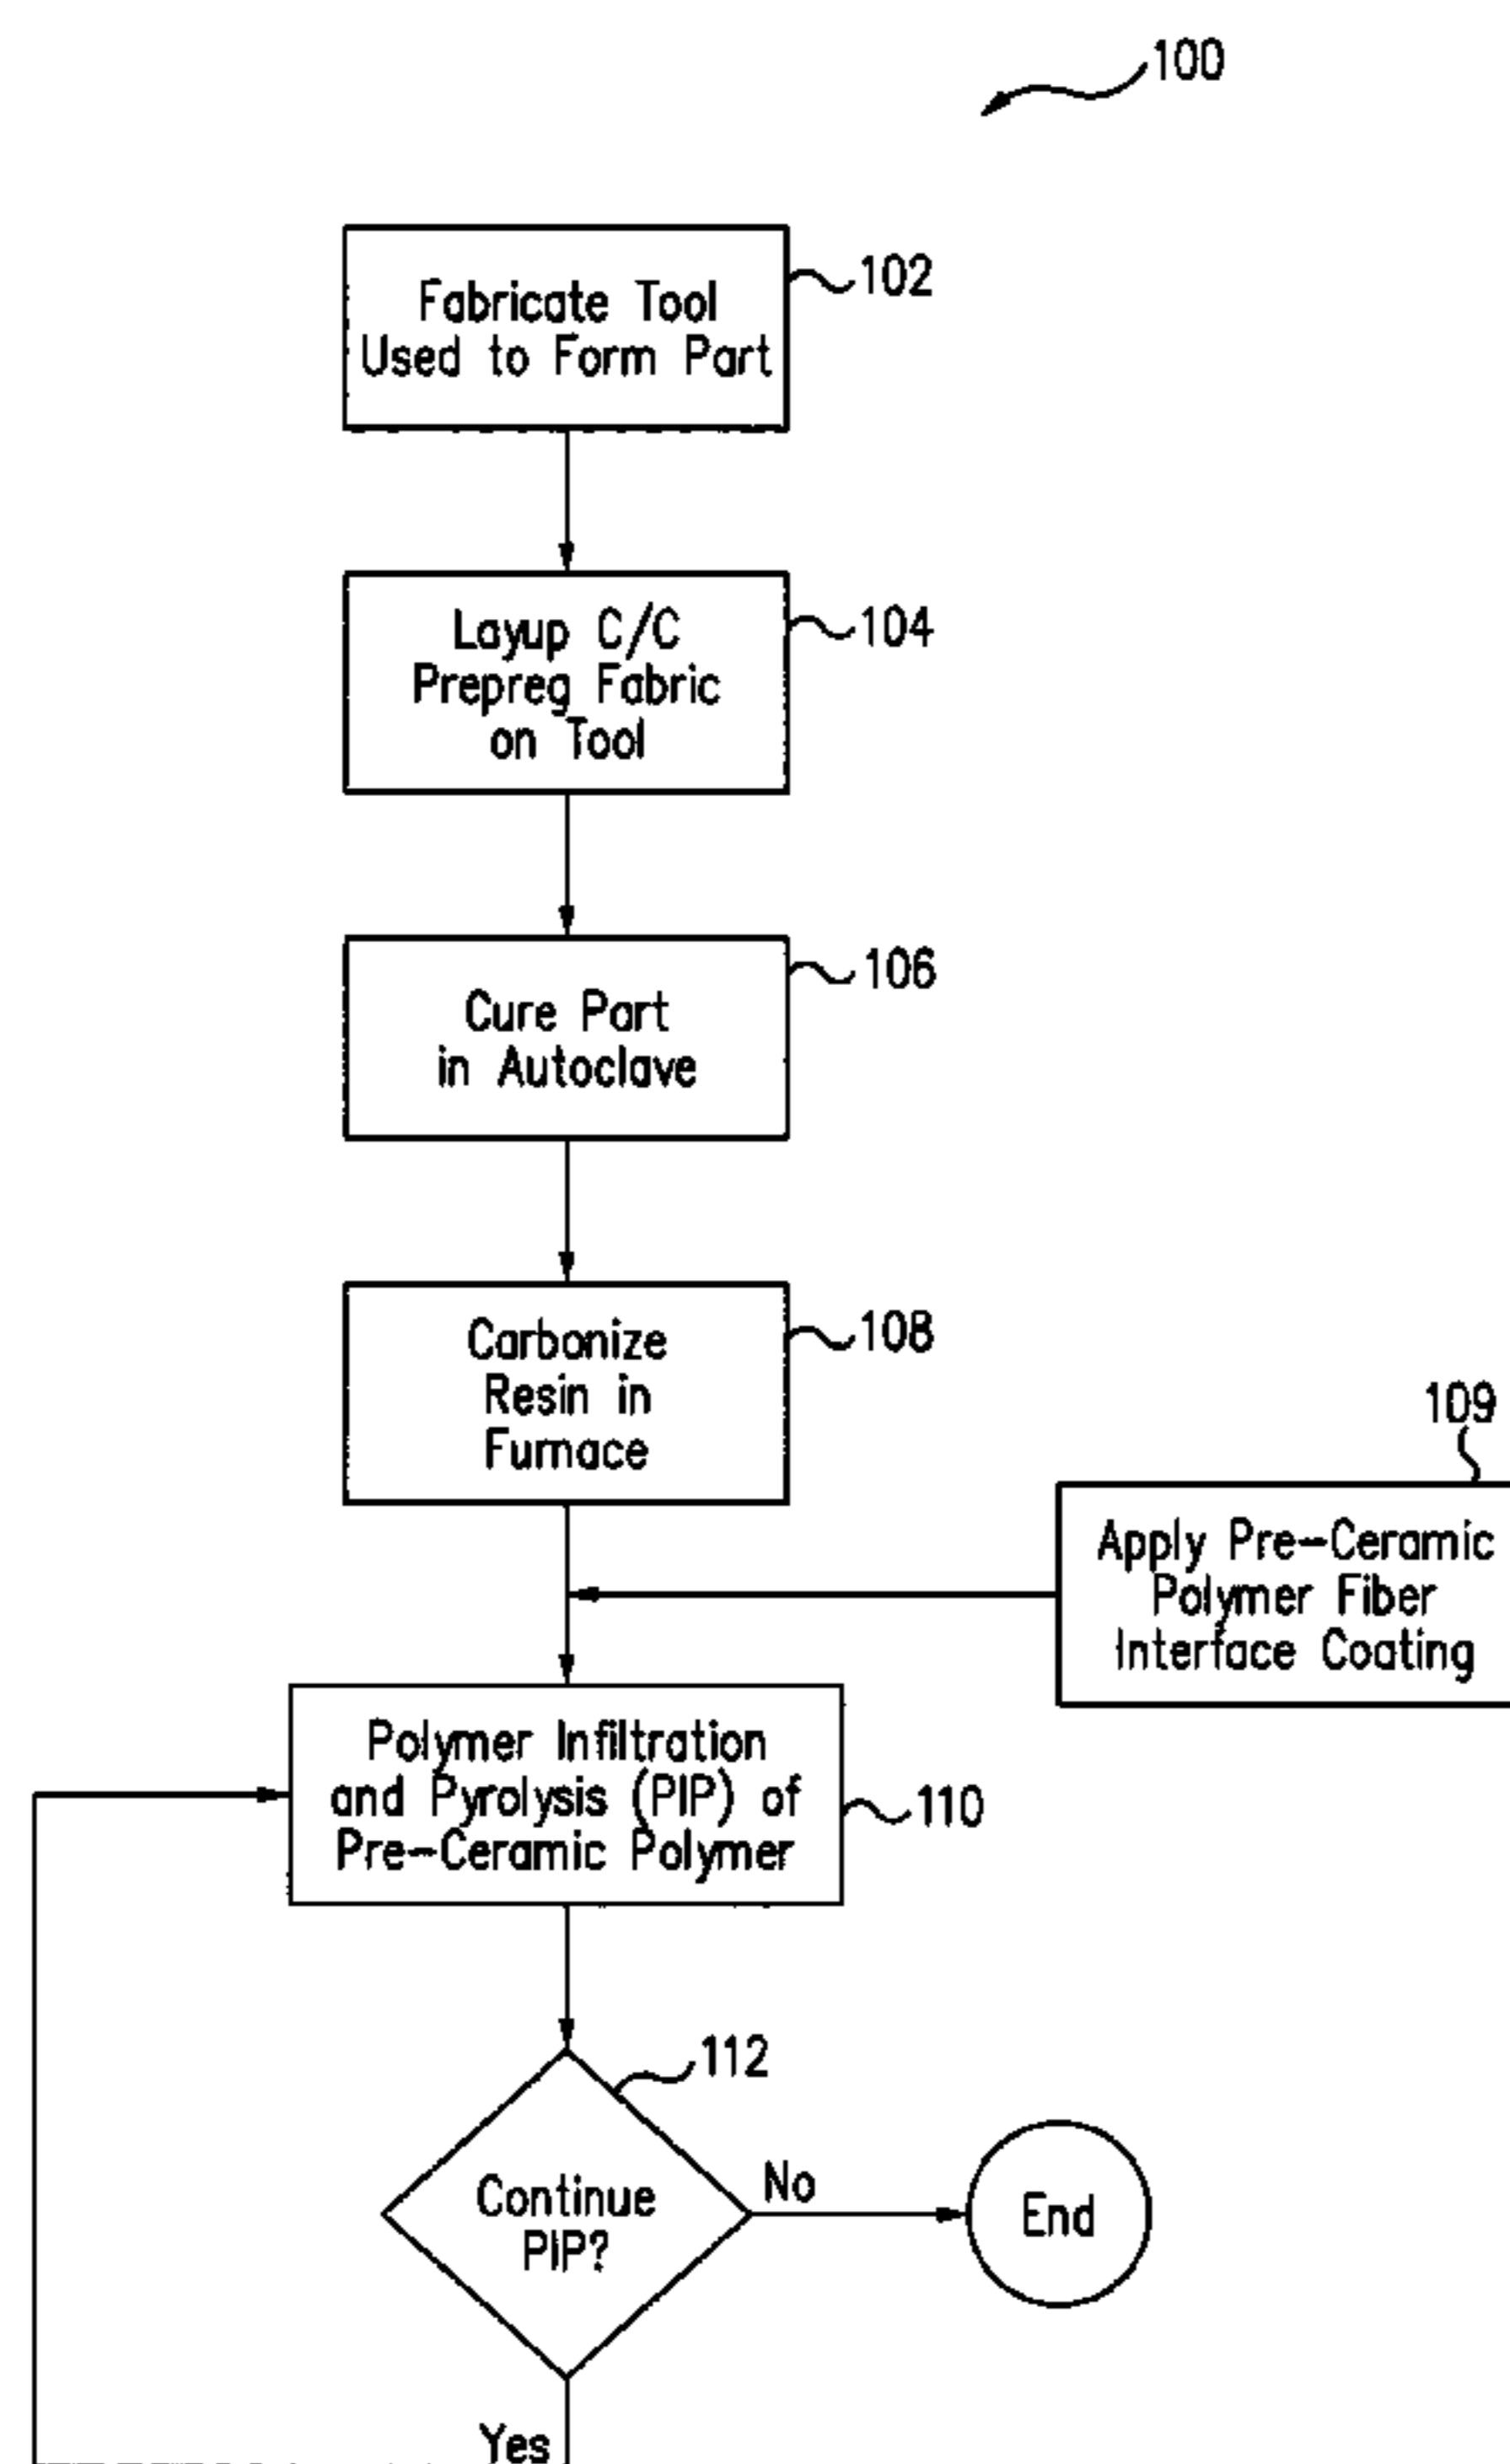 100
Fabricate Tool
Used to Form Part
102
Layup C/C
Prepreg Fabric
on Tool
104
Cure Part
in Autoclave
106
Carbonize
Resin in
Furnace
108
109
Apply Pre-Ceramic
Polymer Fiber
Interface Coating
Polymer Infiltration
and Pyrolysis (PIP) of
Pre-Ceramic Polymer
110
112
Continue
PIP?
No
End
Yes